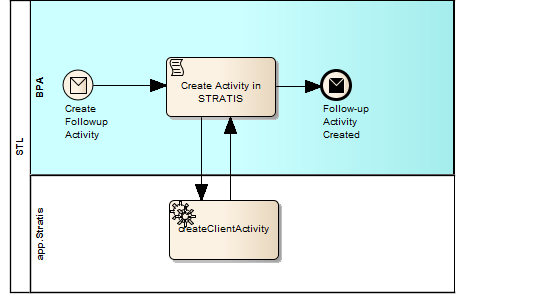 STL
BPA
Create
Followup
Activity
Create Activity in
STRATIS
Follow-up
Activity
Created
app.Stratis
createClientActivity